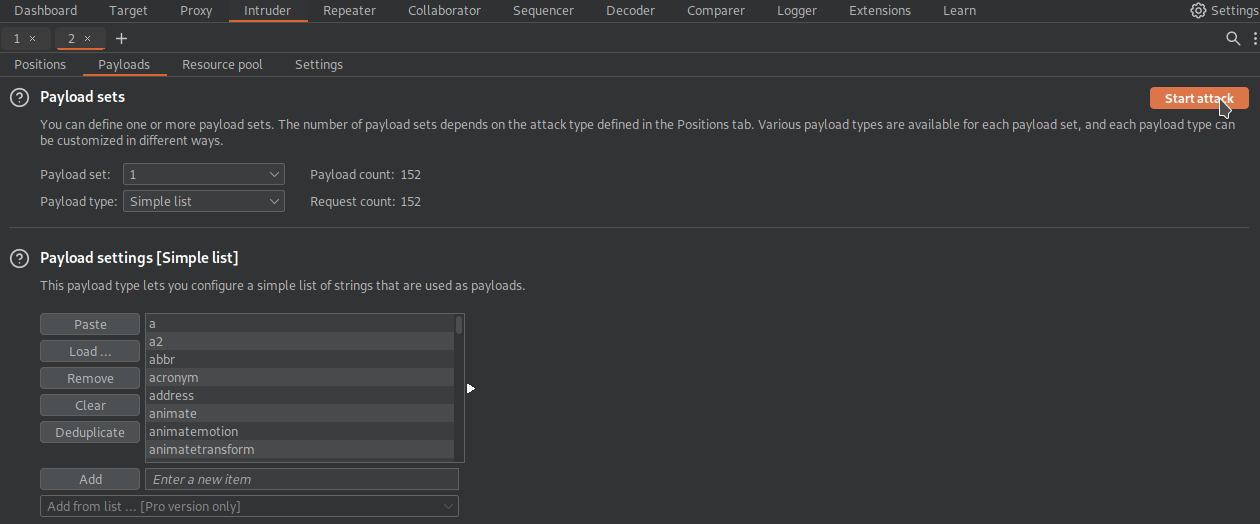 Dashboard Target Proxy Intruder Repeater Collaborator Sequencer Decoder Comparer Logger Extensions Learn Settings
1 × 2 × +
Positions Payloads Resource pool Settings
? Payload sets Start attack
You can define one or more payload sets. The number of payload sets depends on the attack type defined in the Positions tab. Various payload types are available for each payload set, and each payload type can
be customized in different ways.
Payload set: 1 Payload count: 152
Payload type: Simple list Request count: 152
? Payload settings [Simple list]
This payload type lets you configure a simple list of strings that are used as payloads.
Paste a
a2
Load ... abbr
Remove acronym
address
Clear animate
Deduplicate animatemotion
animatetransform
Add Enter a new item
Add from list ... [Pro version only]